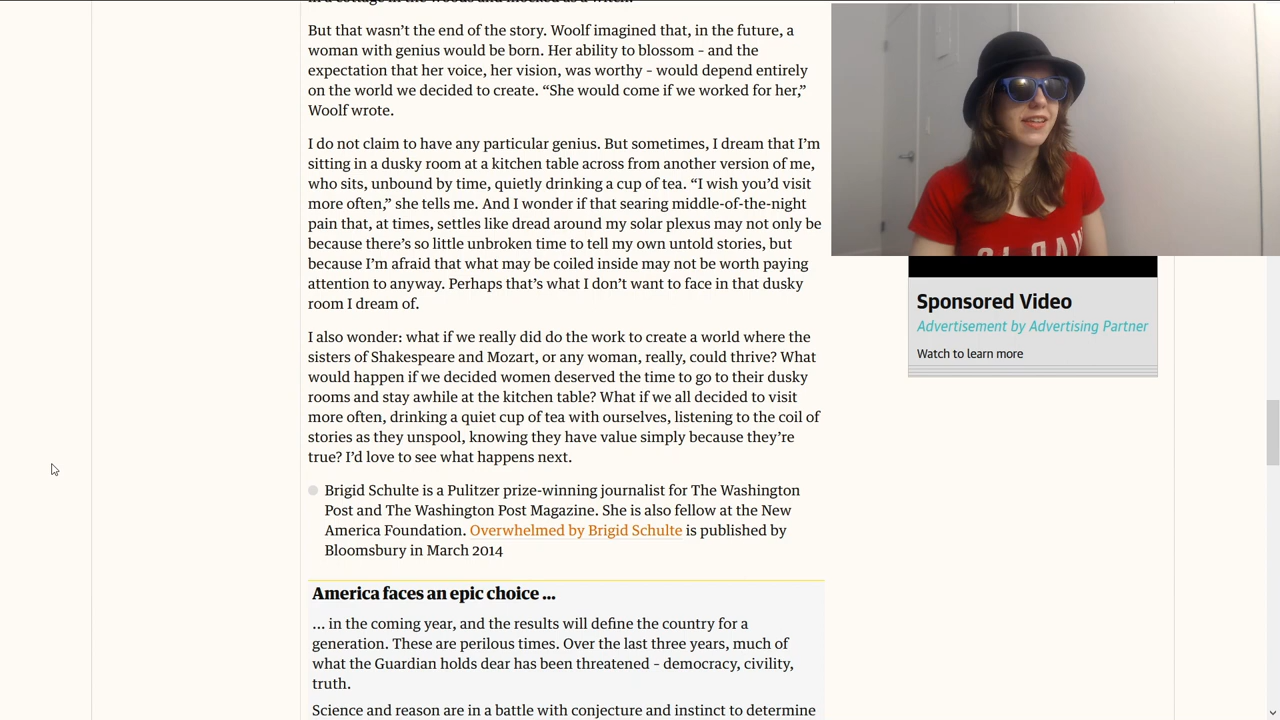 But that wasn’t the end of the story. Woolf imagined that, in the future, a
woman with genius would be born. Her ability to blossom – and the
expectation that her voice, her vision, was worthy – would depend entirely
on the world we decided to create. “She would come if we worked for her,”
Woolf wrote.
I do not claim to have any particular genius. But sometimes, I dream that I’m
sitting in a dusky room at a kitchen table across from another version of me,
who sits, unbound by time, quietly drinking a cup of tea. “I wish you’d visit
more often,” she tells me. And I wonder if that searing middle-of-the-night
pain that, at times, settles like dread around my solar plexus may not only be
because there’s so little unbroken time to tell my own untold stories, but
because I’m afraid that what may be coiled inside may not be worth paying
attention to anyway. Perhaps that’s what I don’t want to face in that dusky
room I dream of.
I also wonder: what if we really did do the work to create a world where the
sisters of Shakespeare and Mozart, or any woman, really, could thrive? What
would happen if we decided women deserved the time to go to their dusky
rooms and stay awhile at the kitchen table? What if we all decided to visit
more often, drinking a quiet cup of tea with ourselves, listening to the coil of
stories as they unspool, knowing they have value simply because they’re
true? I’d love to see what happens next.
Brigid Schulte is a Pulitzer prize-winning journalist for The Washington
Post and The Washington Post Magazine. She is also fellow at the New
America Foundation. Overwhelmed by Brigid Schulte is published by
Bloomsbury in March 2014
America faces an epic choice ...
... in the coming year, and the results will define the country for a
generation. These are perilous times. Over the last three years, much of
what the Guardian holds dear has been threatened – democracy, civility,
truth.
Science and reason are in a battle with conjecture and instinct to determine
Sponsored Video
Advertisement by Advertising Partner
Watch to learn more